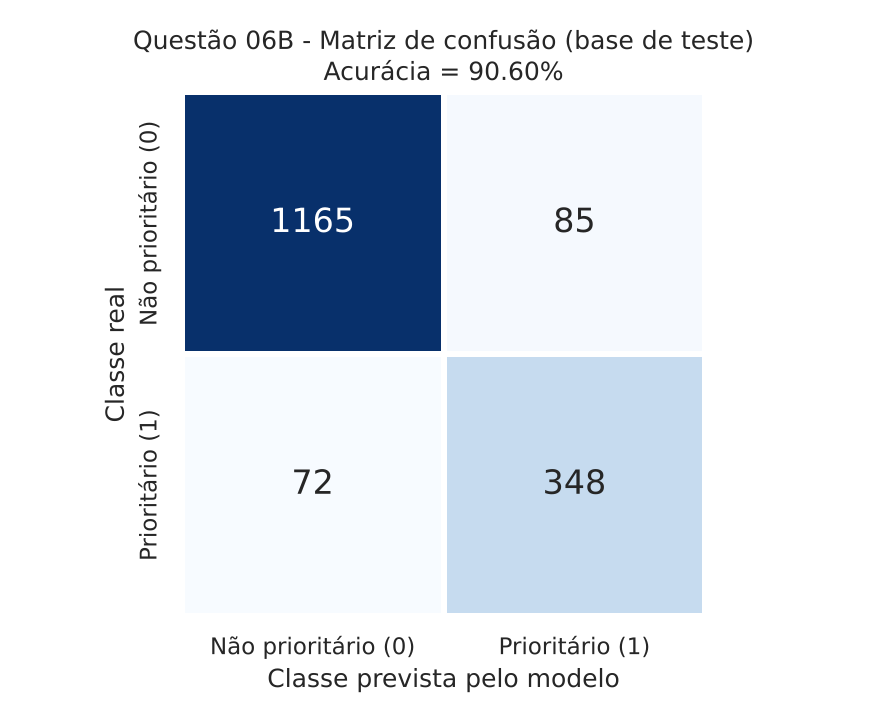 Questão 06B - Matriz de confusão (base de teste)
Acurácia = 90.60%
Classe real
Não prioritário (0)
1165
85
Prioritário (1)
72
348
Não prioritário (0)
Prioritário (1)
Classe prevista pelo modelo